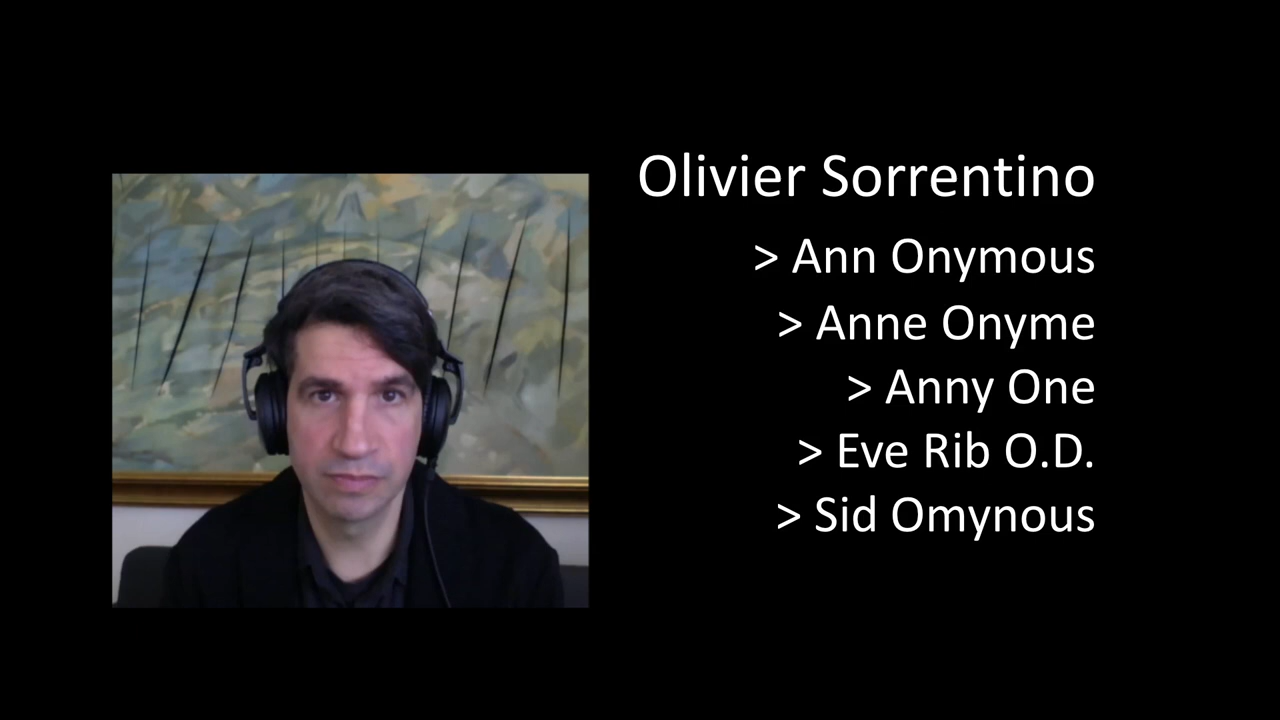 Olivier Sorrentino
> Ann Onymous
> Anne Onyme
> Anny One
> Eve Rib O.D.
> Sid Omynous